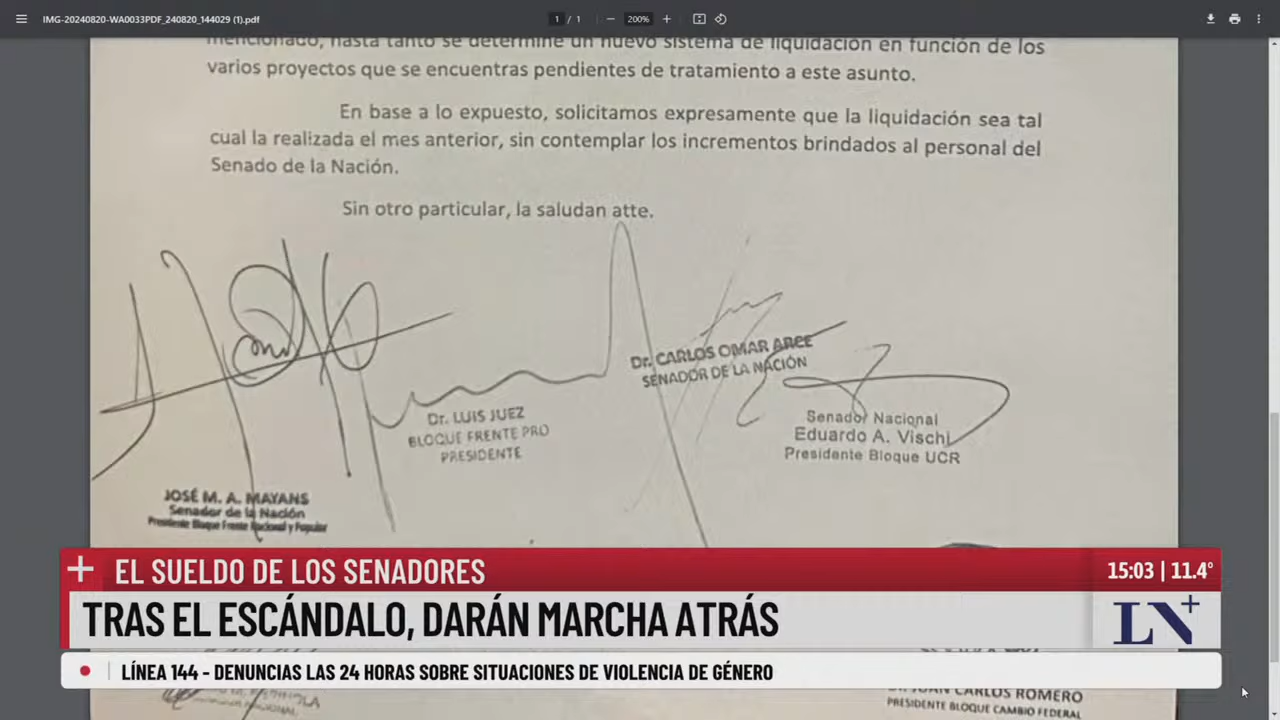 IMG-20240820-WA0033PDF_240820_144029 (1).pdf
1 / 1
200%
mencionado, hasta tanto se determine un nuevo sistema de liquidación en función de los
varios proyectos que se encuentras pendientes de tratamiento a este asunto.
En base a lo expuesto, solicitamos expresamente que la liquidación sea tal
cual la realizada el mes anterior, sin contemplar los incrementos brindados al personal del
Senado de la Nación.
Sin otro particular, la saludan atte.
Dr. CARLOS OMAR ARCE
SENADOR DE LA NACIÓN
Dr. LUIS JUEZ
BLOQUE FRENTE PRO
PRESIDENTE
Senador Nacional
Eduardo A. Vischi
Presidente Bloque UCR
JOSÉ M. A. MAYANS
Senador de la Nación
Presidente Bloque Frente Nacional y Popular
EL SUELDO DE LOS SENADORES
15:03 | 11.4°
TRAS EL ESCÁNDALO, DARÁN MARCHA ATRÁS
LN+
LÍNEA 144 - DENUNCIAS LAS 24 HORAS SOBRE SITUACIONES DE VIOLENCIA DE GÉNERO
JUAN CARLOS ROMERO
PRESIDENTE BLOQUE CAMBIO FEDERAL